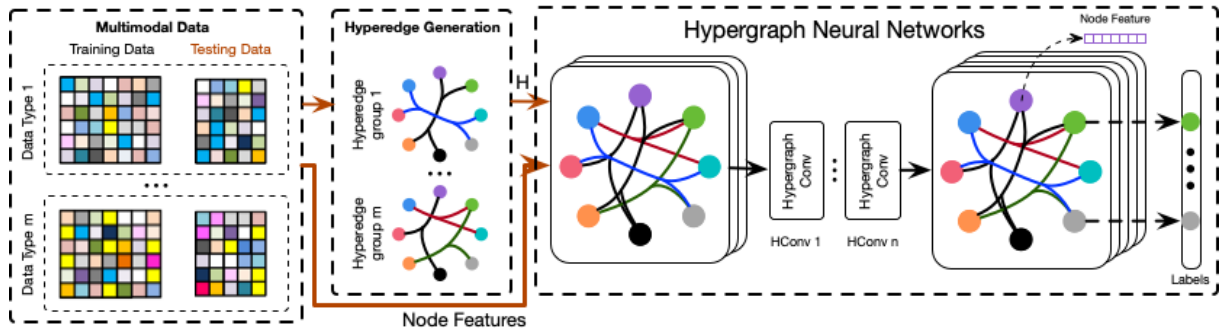 Multimodal Data
Training Data
Testing Data
Data Type 1
...
Data Type m
Hyperedge Generation
Hyperedge
group 1
...
Hyperedge
group m
H
Node Features
Hypergraph Neural Networks
Node Feature
Hypergraph
Conv
Hypergraph
Conv
HConv 1
HConv n
Labels